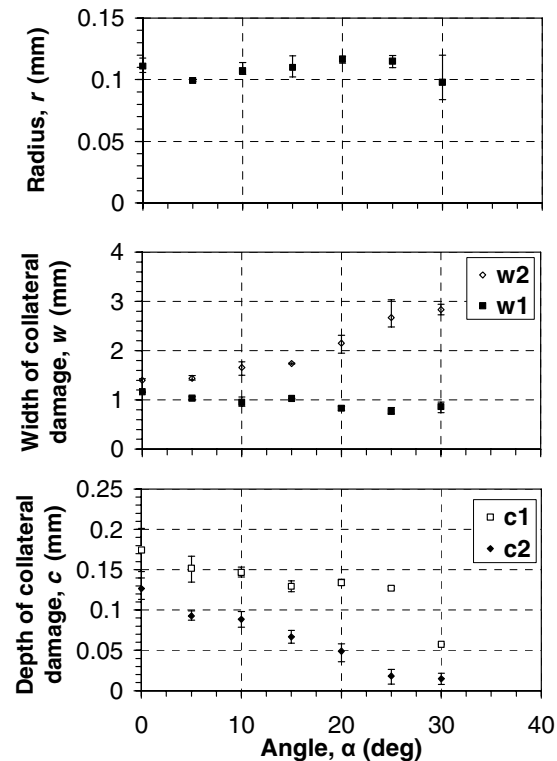 0.15
0.1
0.05
0
Radius, r (mm)
4
3
2
1
0
Width of collateral
damage, w (mm)
w2
w1
0.25
0.2
0.15
0.1
0.05
0
Depth of collateral
damage, c (mm)
c1
c2
0 10 20 30 40
Angle, α (deg)